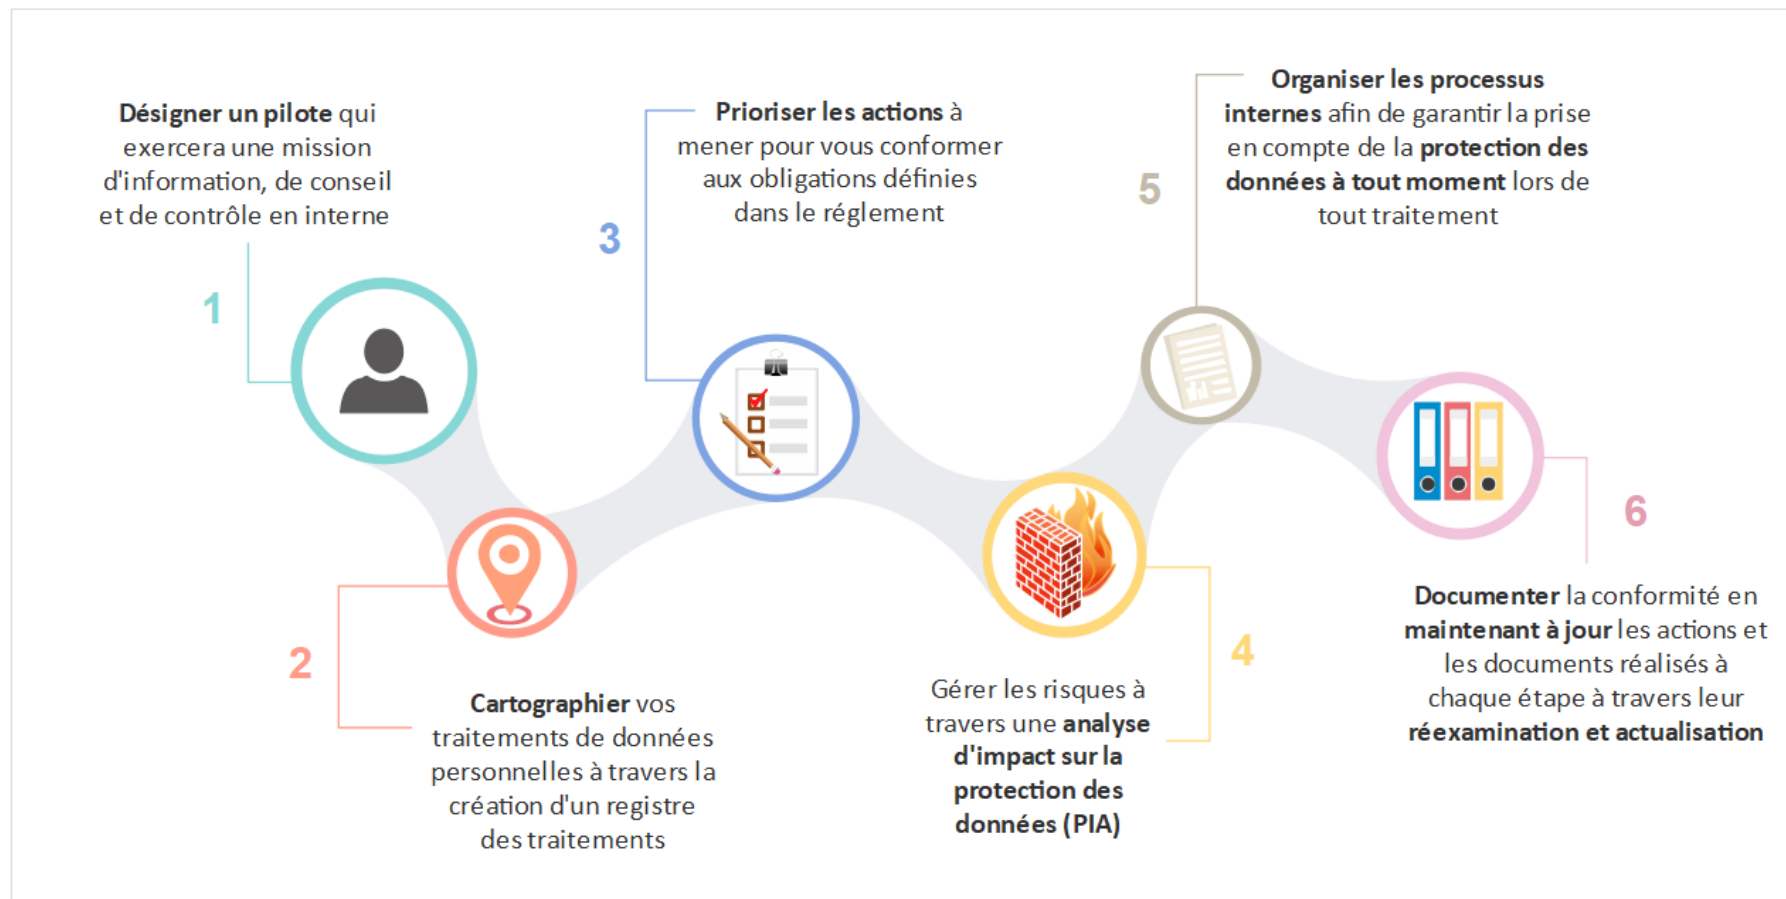 1
Désigner un pilote qui
exercera une mission
d'information, de conseil
et de contrôle en interne
2
Cartographier vos
traitements de données
personnelles à travers la
création d'un registre
des traitements
3
Prioriser les actions à
mener pour vous conformer
aux obligations définies
dans le réglement
4
Gérer les risques à
travers une analyse
d'impact sur la
protection des
données (PIA)
5
Organiser les processus
internes afin de garantir la prise
en compte de la protection des
données à tout moment lors de
tout traitement
6
Documenter la conformité en
maintenant à jour les actions et
les documents réalisés à
chaque étape à travers leur
réexamination et actualisation